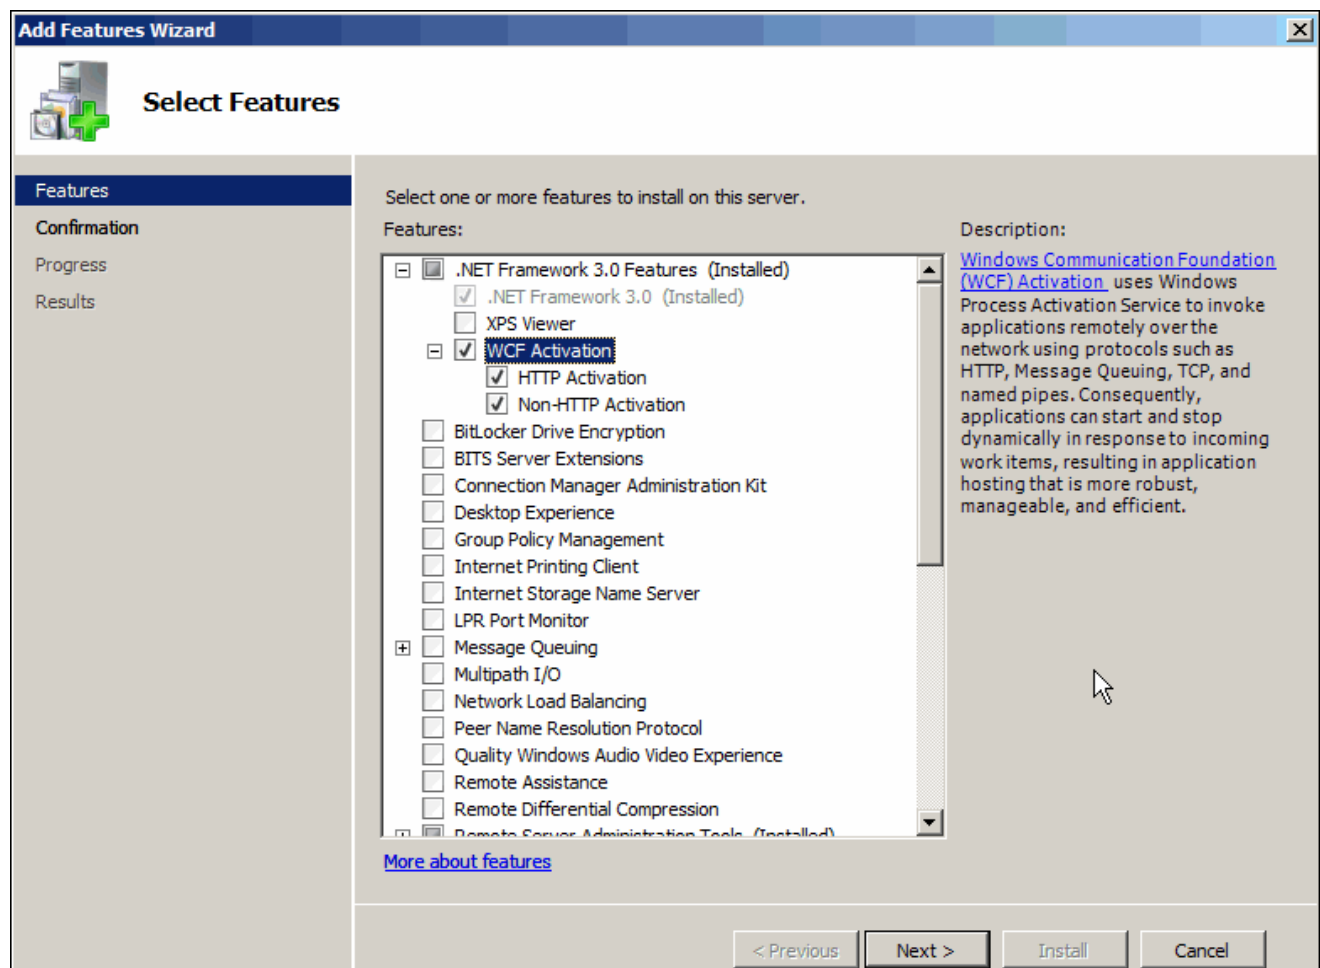 Add Features Wizard
Select Features
Features
Confirmation
Progress
Results
Select one or more features to install on this server.
Features:
.NET Framework 3.0 Features (Installed)
.NET Framework 3.0 (Installed)
XPS Viewer
WCF Activation
HTTP Activation
Non-HTTP Activation
BitLocker Drive Encryption
BITS Server Extensions
Connection Manager Administration Kit
Desktop Experience
Group Policy Management
Internet Printing Client
Internet Storage Name Server
LPR Port Monitor
Message Queuing
Multipath I/O
Network Load Balancing
Peer Name Resolution Protocol
Quality Windows Audio Video Experience
Remote Assistance
Remote Differential Compression
Remote Server Administration Tools (Installed)
More about features
Description:
Windows Communication Foundation
(WCF) Activation uses Windows
Process Activation Service to invoke
applications remotely over the
network using protocols such as
HTTP, Message Queuing, TCP, and
named pipes. Consequently,
applications can start and stop
dynamically in response to incoming
work items, resulting in application
hosting that is more robust,
manageable, and efficient.
< Previous
Next >
Install
Cancel